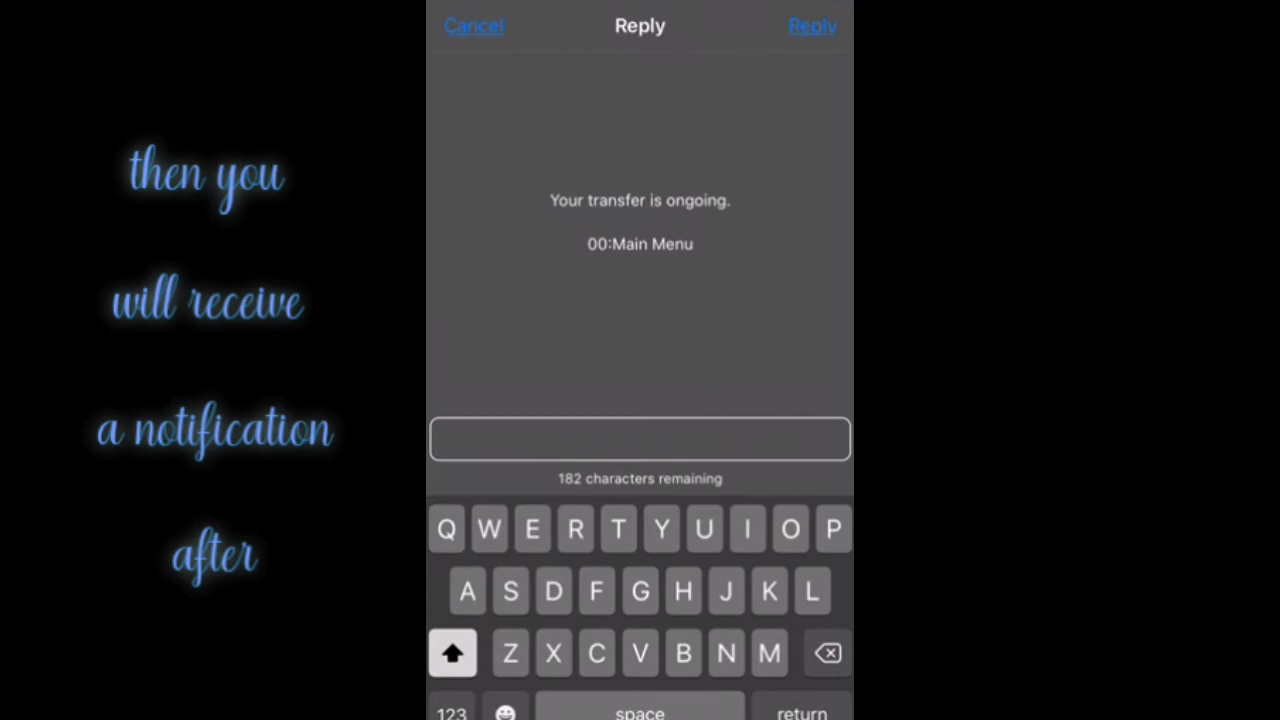 then you
will receive
a notification
after
Cancel Reply Reply
Your transfer is ongoing.
00:Main Menu
182 characters remaining
Q W E R T Y U I O P
A S D F G H J K L
Z X C V B N M
123 space return